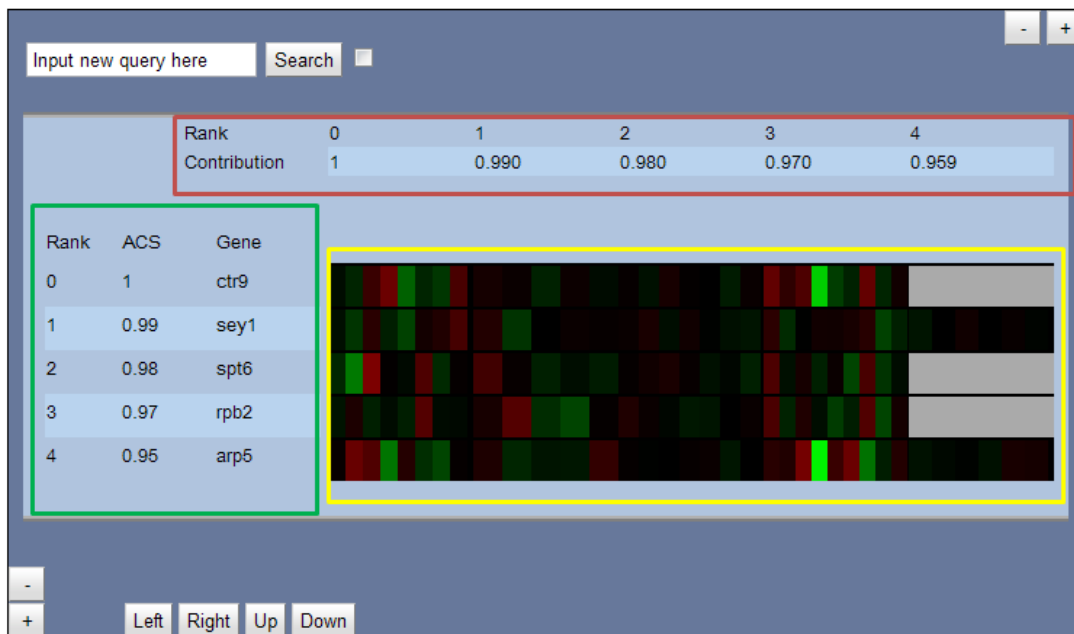 - +
Input new query here Search
Rank 0 1 2 3 4
Contribution 1 0.990 0.980 0.970 0.959
Rank ACS Gene
0 1 ctr9
1 0.99 sey1
2 0.98 spt6
3 0.97 rpb2
4 0.95 arp5
-
+ Left Right Up Down